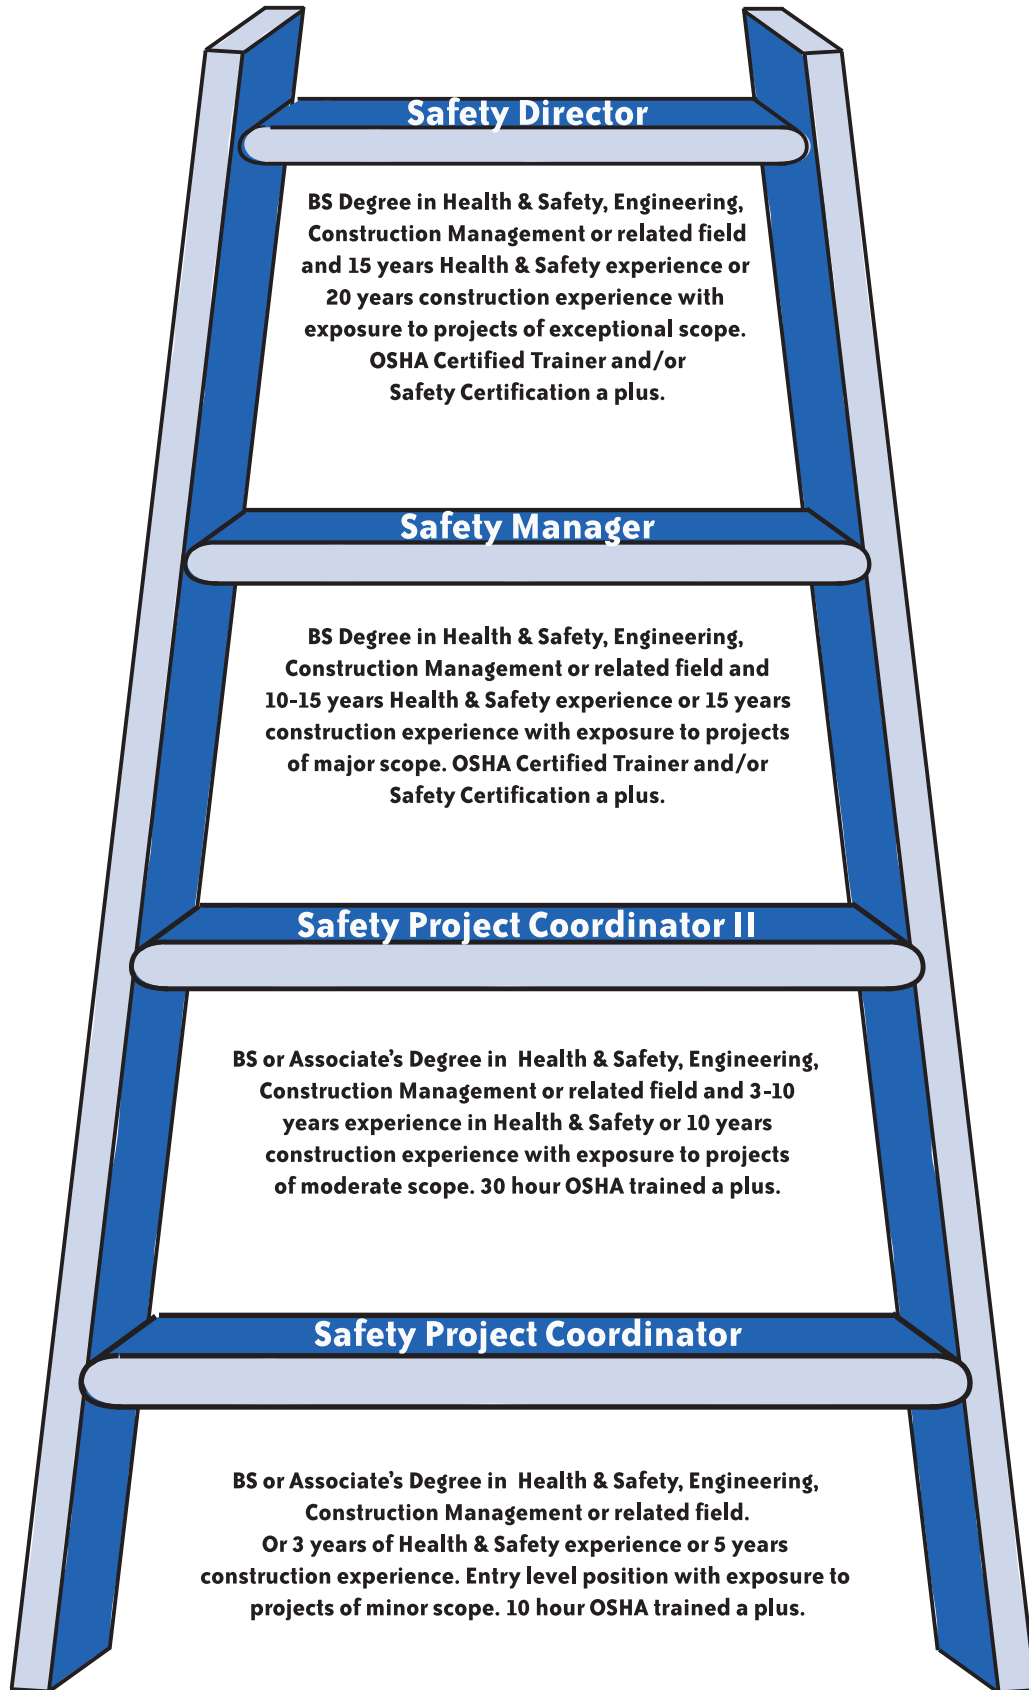 Safety Director
BS Degree in Health & Safety, Engineering,
Construction Management or related field
and 15 years Health & Safety experience or
20 years construction experience with
exposure to projects of exceptional scope.
OSHA Certified Trainer and/or
Safety Certification a plus.
Safety Manager
BS Degree in Health & Safety, Engineering,
Construction Management or related field and
10-15 years Health & Safety experience or 15 years
construction experience with exposure to projects
of major scope. OSHA Certified Trainer and/or
Safety Certification a plus.
Safety Project Coordinator II
BS or Associate’s Degree in  Health & Safety, Engineering,
Construction Management or related field and 3-10
years experience in Health & Safety or 10 years
construction experience with exposure to projects
of moderate scope. 30 hour OSHA trained a plus.
Safety Project Coordinator
BS or Associate’s Degree in  Health & Safety, Engineering,
Construction Management or related field.
Or 3 years of Health & Safety experience or 5 years
construction experience. Entry level position with exposure to
projects of minor scope. 10 hour OSHA trained a plus.